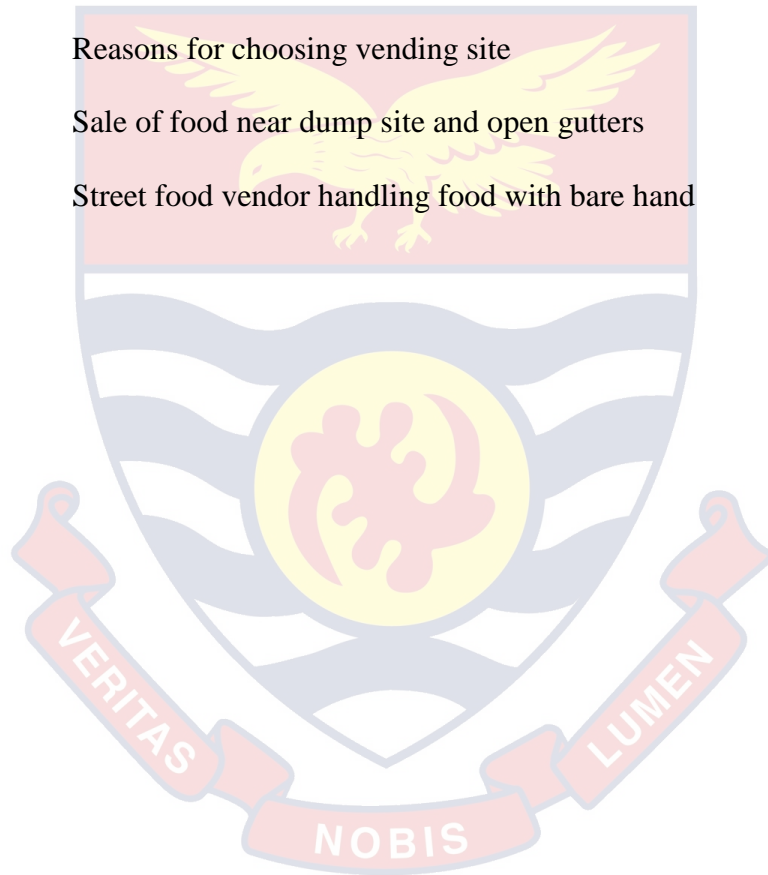 Reasons for choosing vending site
Sale of food near dump site and open gutters
Street food vendor handling food with bare hand
VERITAS
NOBIS
LUMEN